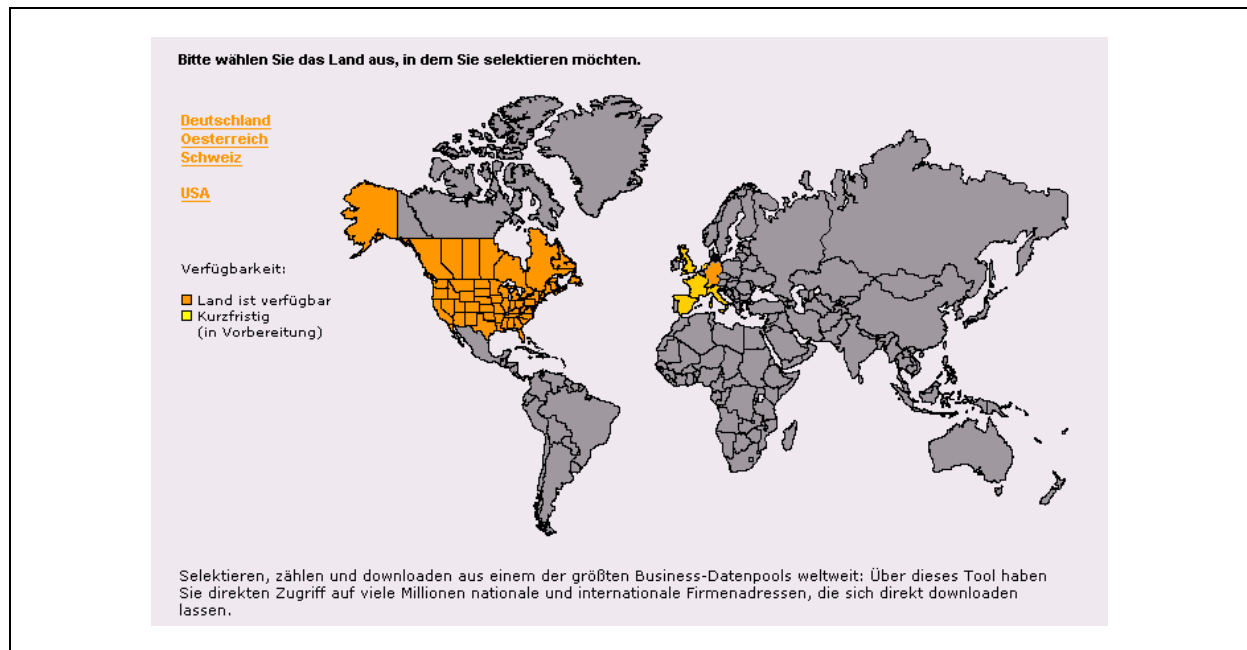 Bitte wählen Sie das Land aus, in dem Sie selektieren möchten.
Deutschland
Oesterreich
Schweiz
USA
Verfügbarkeit:
Land ist verfügbar
Kurzfristig
(in Vorbereitung)
Selektieren, zählen und downloaden aus einem der größten Business-Datenpools weltweit: Über dieses Tool haben
Sie direkten Zugriff auf viele Millionen nationale und internationale Firmenadressen, die sich direkt downloaden
lassen.